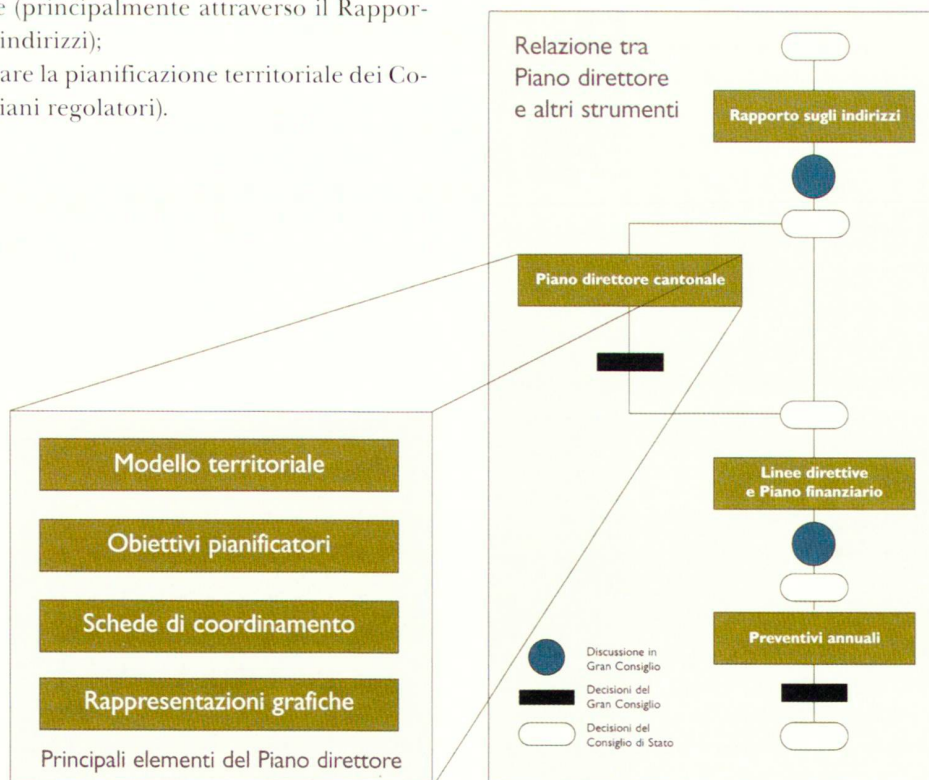 e (principalmente attraverso il Rappor-
indirizzi);
are la pianificazione territoriale dei Co-
iani regolatori).
Relazione tra
Piano direttore
e altri strumenti
Rapporto sugli indirizzi
Piano direttore cantonale
Linee direttive
e Piano finanziario
Preventivi annuali
Discussione in
Gran Consiglio
Decisioni del
Gran Consiglio
Decisioni del
Consiglio di Stato
Modello territoriale
Obiettivi pianificatori
Schede di coordinamento
Rappresentazioni grafiche
Principali elementi del Piano direttore